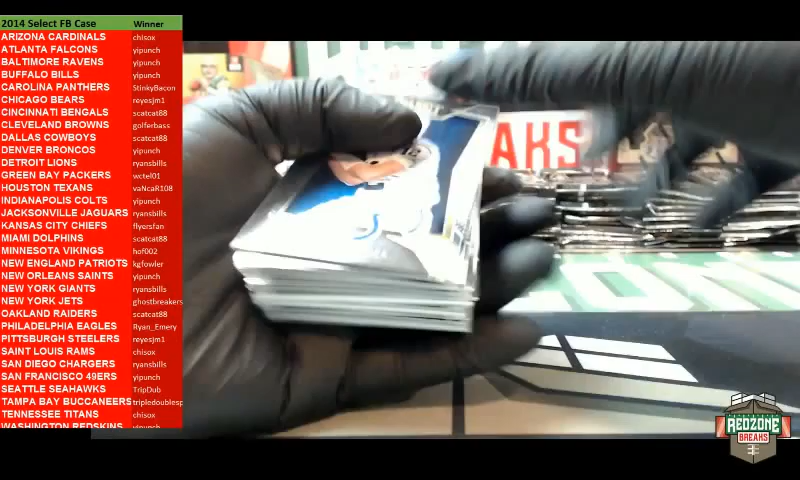 2014 Select FB Case Winner
ARIZONA CARDINALS chisox
ATLANTA FALCONS yipunch
BALTIMORE RAVENS yipunch
BUFFALO BILLS yipunch
CAROLINA PANTHERS StinkyBacon
CHICAGO BEARS reyesjm1
CINCINNATI BENGALS scatcat88
CLEVELAND BROWNS golferbass
DALLAS COWBOYS scatcat88
DENVER BRONCOS yipunch
DETROIT LIONS ryansbills
GREEN BAY PACKERS wctel01
HOUSTON TEXANS vaNcaR108
INDIANAPOLIS COLTS yipunch
JACKSONVILLE JAGUARS ryansbills
KANSAS CITY CHIEFS flyersfan
MIAMI DOLPHINS scatcat88
MINNESOTA VIKINGS hof002
NEW ENGLAND PATRIOTS kgfowler
NEW ORLEANS SAINTS yipunch
NEW YORK GIANTS ryansbills
NEW YORK JETS ghostbreakers
OAKLAND RAIDERS scatcat88
PHILADELPHIA EAGLES Ryan_Emery
PITTSBURGH STEELERS reyesjm1
SAINT LOUIS RAMS chisox
SAN DIEGO CHARGERS ryansbills
SAN FRANCISCO 49ERS yipunch
SEATTLE SEAHAWKS TripDub
TAMPA BAY BUCCANEERS tripledoublesp
TENNESSEE TITANS chisox
WASHINGTON REDSKINS yipunch
REAKS
REDZONE
BREAKS